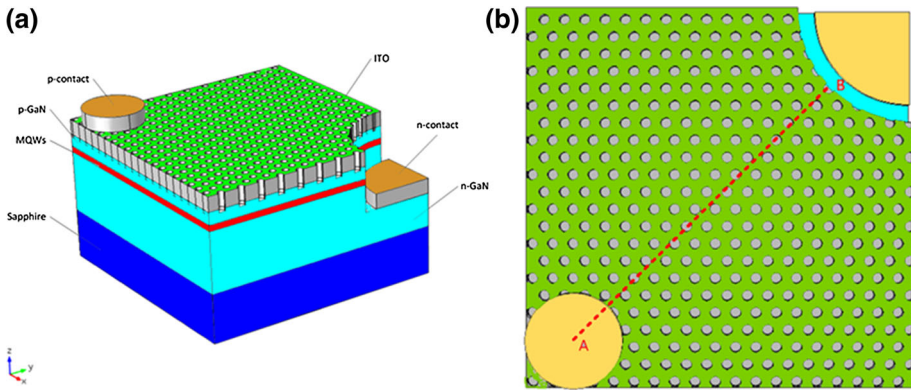 (a)
p-contact
ITO
p-GaN
MQWs
n-contact
n-GaN
Sapphire
z
y
x
(b)
B
A